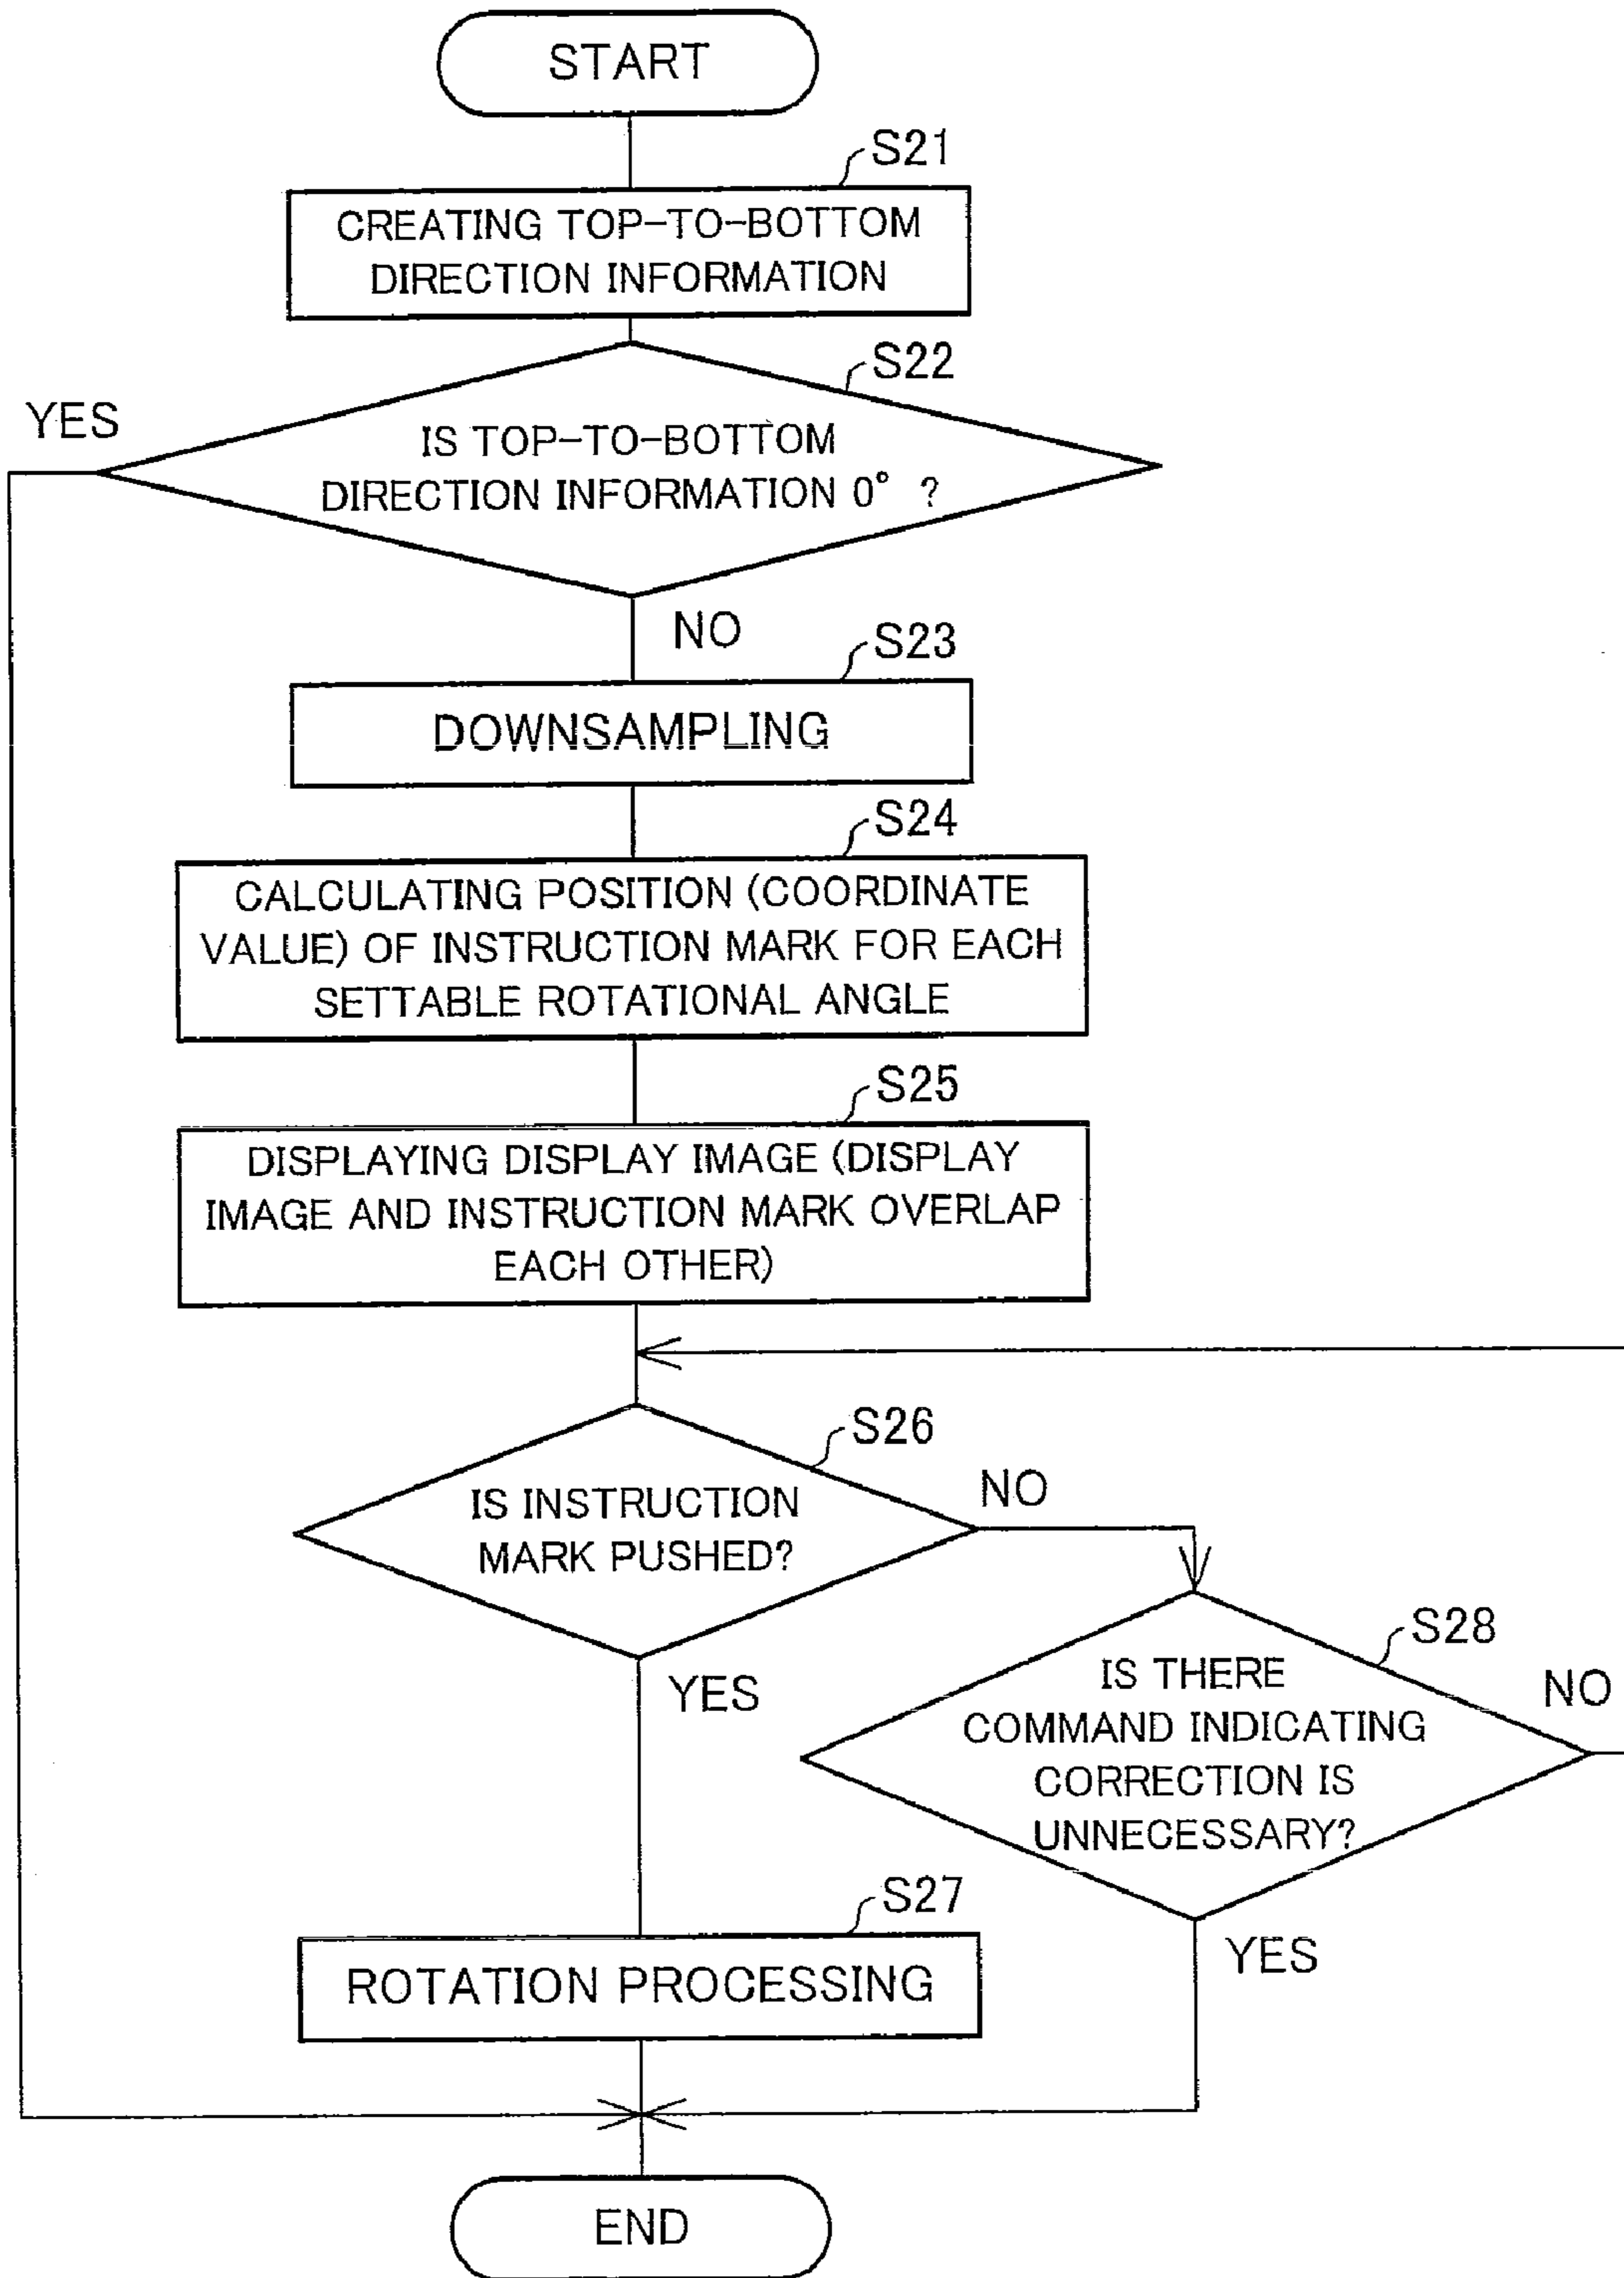 START
S21
CREATING TOP-TO-BOTTOM
DIRECTION INFORMATION
S22
YES
IS TOP-TO-BOTTOM
DIRECTION INFORMATION 0° ?
NO
S23
DOWNSAMPLING
S24
CALCULATING POSITION (COORDINATE
VALUE) OF INSTRUCTION MARK FOR EACH
SETTABLE ROTATIONAL ANGLE
S25
DISPLAYING DISPLAY IMAGE (DISPLAY
IMAGE AND INSTRUCTION MARK OVERLAP
EACH OTHER)
S26
IS INSTRUCTION
MARK PUSHED?
NO
YES
S28
IS THERE
COMMAND INDICATING
CORRECTION IS
UNNECESSARY?
NO
YES
S27
ROTATION PROCESSING
END